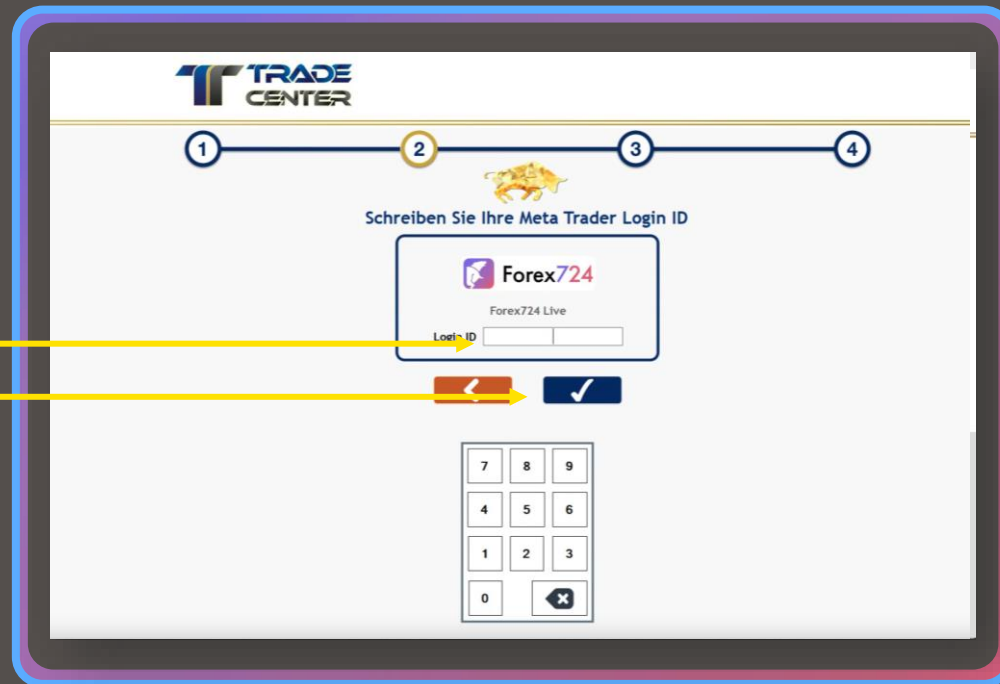 TRADE
CENTER
1 2 3 4
Schreiben Sie Ihre Meta Trader Login ID
Forex724
Forex724 Live
Login ID
7 8 9
4 5 6
1 2 3
0